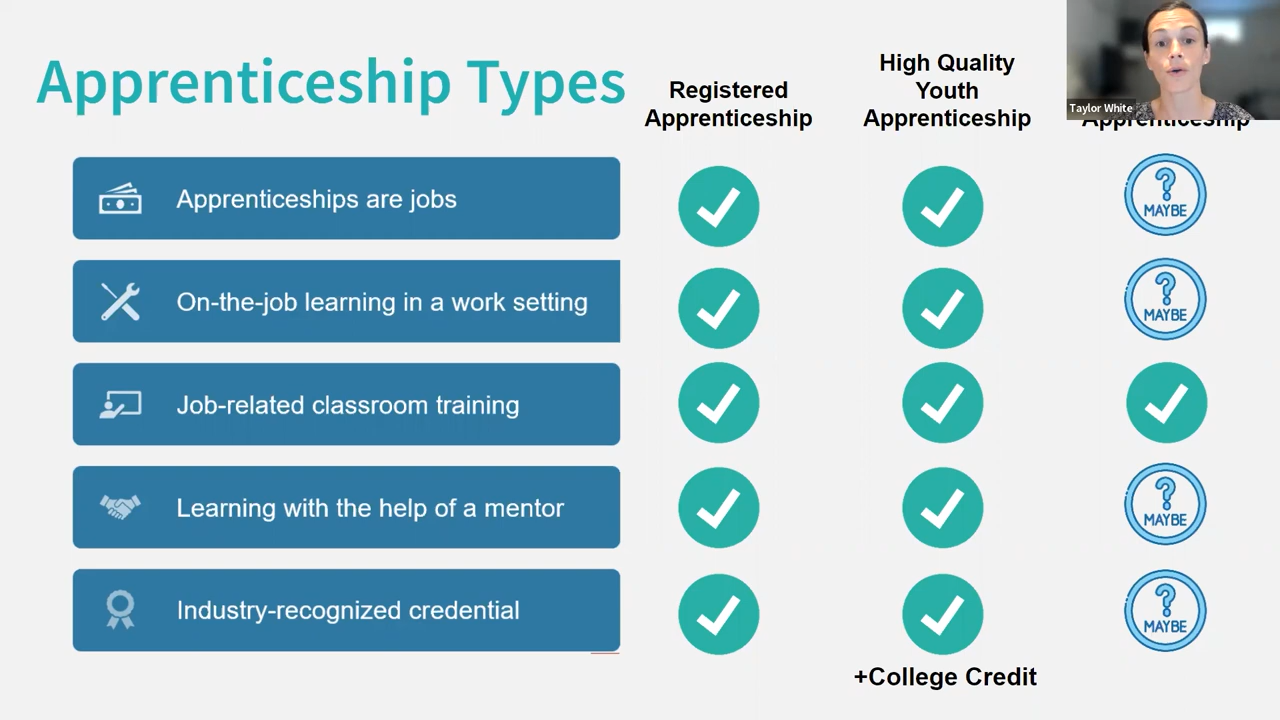 Apprenticeship Types
Registered
Apprenticeship
High Quality
Youth
Apprenticeship
Taylor White
Apprenticeship
Apprenticeships are jobs
MAYBE
On-the-job learning in a work setting
MAYBE
Job-related classroom training
Learning with the help of a mentor
MAYBE
Industry-recognized credential
MAYBE
+College Credit